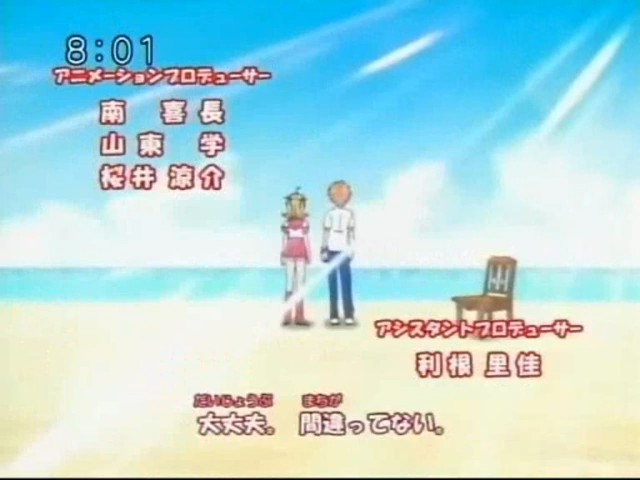 8:01
アニメーションプロデューサー
南 喜長
山東 学
桜井 涼介
アシスタントプロデューサー
利根 里佳
だいじょうぶ まちが
大丈夫。 間違ってない。